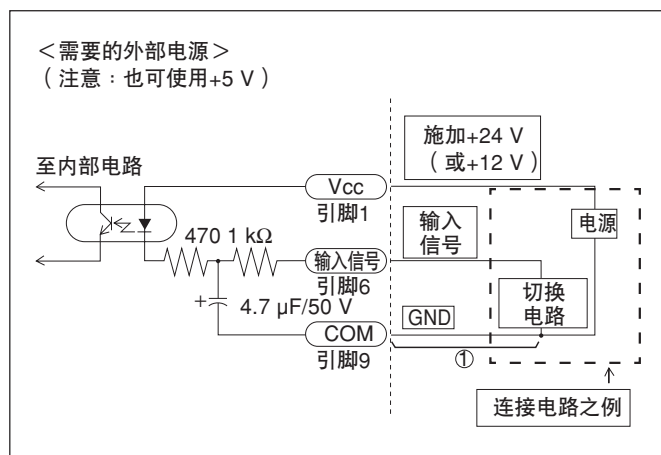 ＜需要的外部电源＞
（注意：也可使用+5 V）
施加+24 V
（或+12 V）
至内部电路
Vcc
引脚1
输入
信号
电源
470 1 kΩ
输入信号
引脚6
切换
电路
+
4.7 µF/50 V
GND
COM
引脚9
①
连接电路之例